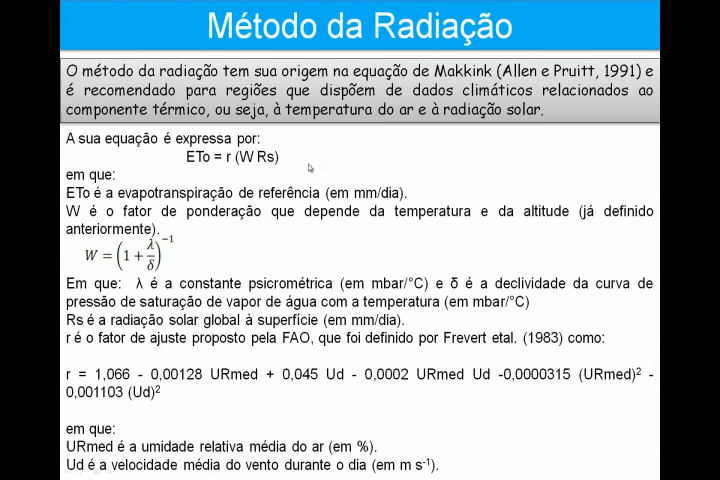 Método da Radiação
O método da radiação tem sua origem na equação de Makkink (Allen e Pruitt, 1991) e
é recomendado para regiões que dispõem de dados climáticos relacionados ao
componente térmico, ou seja, à temperatura do ar e à radiação solar.
A sua equação é expressa por:
ETo = r (W Rs)
em que:
ETo é a evapotranspiração de referência (em mm/dia).
W é o fator de ponderação que depende da temperatura e da altitude (já definido
anteriormente).
W = (1 + λ/δ)⁻¹
Em que: λ é a constante psicrométrica (em mbar/°C) e δ é a declividade da curva de
pressão de saturação de vapor de água com a temperatura (em mbar/°C)
Rs é a radiação solar global à superfície (em mm/dia).
r é o fator de ajuste proposto pela FAO, que foi definido por Frevert etal. (1983) como:
r = 1,066 - 0,00128 URmed + 0,045 Ud - 0,0002 URmed Ud -0,0000315 (URmed)² -
0,001103 (Ud)²
em que:
URmed é a umidade relativa média do ar (em %).
Ud é a velocidade média do vento durante o dia (em m s⁻¹).